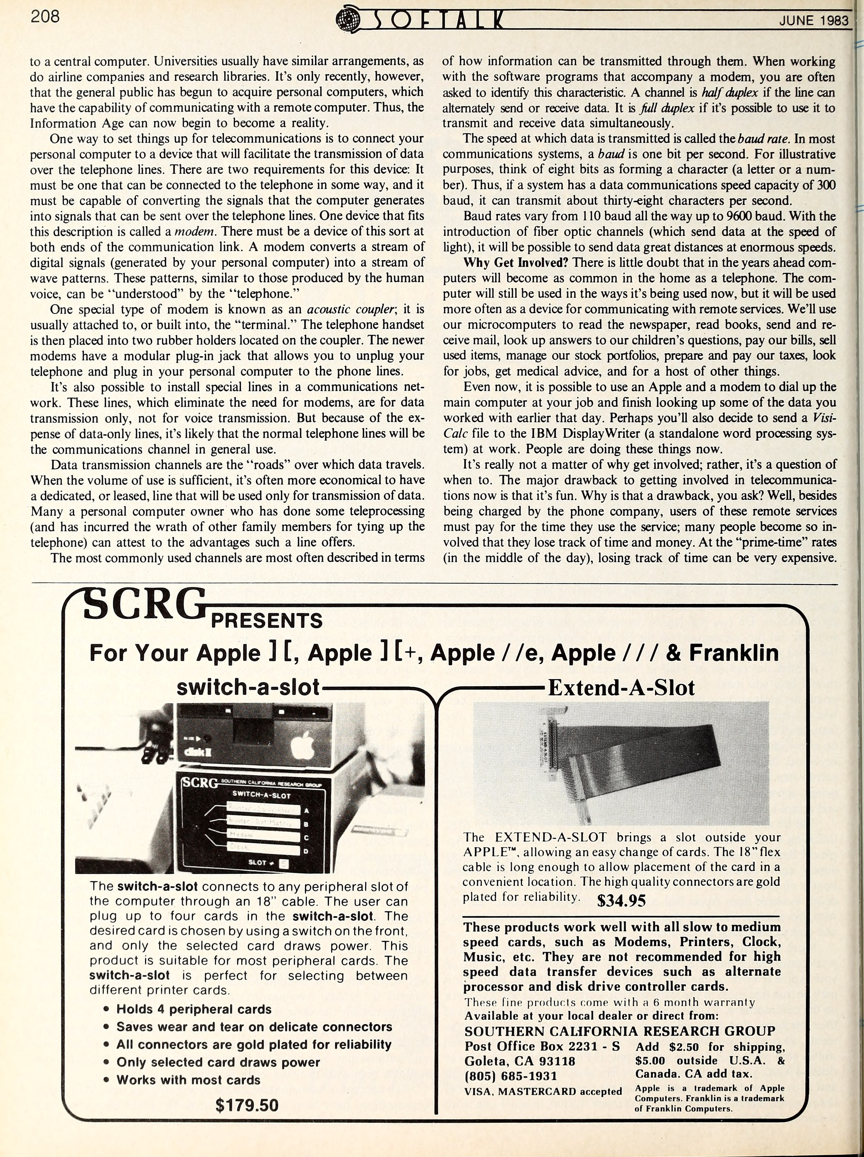 208
SOFTALK
JUNE 1983
to a central computer. Universities usually have similar arrangements, as
do airline companies and research libraries. It's only recently, however,
that the general public has begun to acquire personal computers, which
have the capability of communicating with a remote computer. Thus, the
Information Age can now begin to become a reality.
One way to set things up for telecommunications is to connect your
personal computer to a device that will facilitate the transmission of data
over the telephone lines. There are two requirements for this device: It
must be one that can be connected to the telephone in some way, and it
must be capable of converting the signals that the computer generates
into signals that can be sent over the telephone lines. One device that fits
this description is called a modem. There must be a device of this sort at
both ends of the communication link. A modem converts a stream of
digital signals (generated by your personal computer) into a stream of
wave patterns. These patterns, similar to those produced by the human
voice, can be "understood" by the "telephone."
One special type of modem is known as an acoustic coupler; it is
usually attached to, or built into, the "terminal." The telephone handset
is then placed into two rubber holders located on the coupler. The newer
modems have a modular plug-in jack that allows you to unplug your
telephone and plug in your personal computer to the phone lines.
It's also possible to install special lines in a communications net-
work. These lines, which eliminate the need for modems, are for data
transmission only, not for voice transmission. But because of the ex-
pense of data-only lines, it's likely that the normal telephone lines will be
the communications channel in general use.
Data transmission channels are the "roads" over which data travels.
When the volume of use is sufficient, it's often more economical to have
a dedicated, or leased, line that will be used only for transmission of data.
Many a personal computer owner who has done some teleprocessing
(and has incurred the wrath of other family members for tying up the
telephone) can attest to the advantages such a line offers.
The most commonly used channels are most often described in terms
of how information can be transmitted through them. When working
with the software programs that accompany a modem, you are often
asked to identify this characteristic. A channel is half duplex if the line can
alternately send or receive data. It is full duplex if it's possible to use it to
transmit and receive data simultaneously.
The speed at which data is transmitted is called the baud rate. In most
communications systems, a baud is one bit per second. For illustrative
purposes, think of eight bits as forming a character (a letter or a num-
ber). Thus, if a system has a data communications speed capacity of 300
baud, it can transmit about thirty-eight characters per second.
Baud rates vary from 110 baud all the way up to 9600 baud. With the
introduction of fiber optic channels (which send data at the speed of
light), it will be possible to send data great distances at enormous speeds.
Why Get Involved? There is little doubt that in the years ahead com-
puters will become as common in the home as a telephone. The com-
puter will still be used in the ways it's being used now, but it will be used
more often as a device for communicating with remote services. We'll use
our microcomputers to read the newspaper, read books, send and re-
ceive mail, look up answers to our children's questions, pay our bills, sell
used items, manage our stock portfolios, prepare and pay our taxes, look
for jobs, get medical advice, and for a host of other things.
Even now, it is possible to use an Apple and a modem to dial up the
main computer at your job and finish looking up some of the data you
worked with earlier that day. Perhaps you'll also decide to send a Visi-
Calc file to the IBM DisplayWriter (a standalone word processing sys-
tem) at work. People are doing these things now.
It's really not a matter of why get involved; rather, it's a question of
when to. The major drawback to getting involved in telecommunica-
tions now is that it's fun. Why is that a drawback, you ask? Well, besides
being charged by the phone company, users of these remote services
must pay for the time they use the service; many people become so in-
volved that they lose track of time and money. At the "prime-time" rates
(in the middle of the day), losing track of time can be very expensive.
SCRG PRESENTS
For Your Apple ][, Apple ][+, Apple //e, Apple /// & Franklin
switch-a-slot
disk II
SCRG SOUTHERN CALIFORNIA RESEARCH GROUP
SWITCH-A-SLOT
A
B
C
D
SLOT #
The switch-a-slot connects to any peripheral slot of
the computer through an 18" cable. The user can
plug up to four cards in the switch-a-slot. The
desired card is chosen by using a switch on the front,
and only the selected card draws power. This
product is suitable for most peripheral cards. The
switch-a-slot is perfect for selecting between
different printer cards.
• Holds 4 peripheral cards
• Saves wear and tear on delicate connectors
• All connectors are gold plated for reliability
• Only selected card draws power
• Works with most cards
$179.50
Extend-A-Slot
The EXTEND-A-SLOT brings a slot outside your
APPLE™, allowing an easy change of cards. The 18" flex
cable is long enough to allow placement of the card in a
convenient location. The high quality connectors are gold
plated for reliability. $34.95
These products work well with all slow to medium
speed cards, such as Modems, Printers, Clock,
Music, etc. They are not recommended for high
speed data transfer devices such as alternate
processor and disk drive controller cards.
These fine products come with a 6 month warranty
Available at your local dealer or direct from:
SOUTHERN CALIFORNIA RESEARCH GROUP
Post Office Box 2231 - S
Goleta, CA 93118
(805) 685-1931
VISA, MASTERCARD accepted
Add $2.50 for shipping,
$5.00 outside U.S.A. &
Canada. CA add tax.
Apple is a trademark of Apple
Computers. Franklin is a trademark
of Franklin Computers.